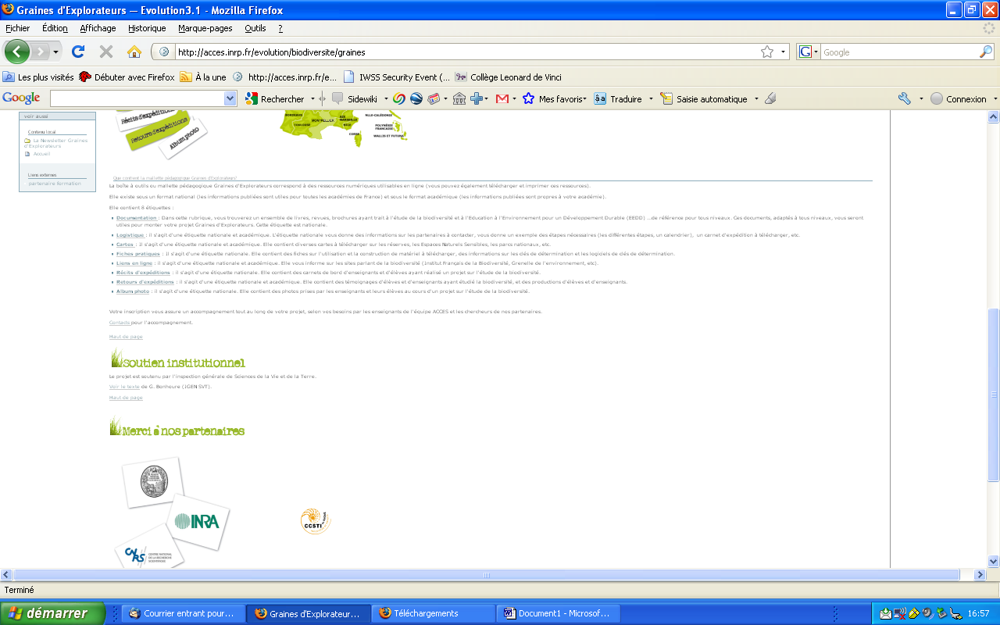 Graines d'Explorateurs — Evolution3.1 - Mozilla Firefox
Fichier Édition Affichage Historique Marque-pages Outils ?
http://acces.inrp.fr/evolution/biodiversite/graines
Google
Les plus visités Débuter avec Firefox À la une http://acces.inrp.fr/e... IWSS Security Event (... Collège Leonard de Vinci
Google Rechercher Sidewiki Mes favoris Traduire Saisie automatique Connexion
voir aussi
Contenu local
La Newsletter Graines
d'Explorateurs
Accueil
Liens externes
partenaire formation
Récits d'expéditions
Retours d'expéditions
Album photo
BORDEAUX
TOULOUSE
MONTPELLIER
AIX
MARSEILLE
NICE
CORSE
NLLE-CALÉDONIE
POLYNÉSIE
FRANÇAISE
WALLIS ET FUTUNA
Que contient la mallette pédagogique Graines d'Explorateurs?
La boîte à outils ou mallette pédagogique Graines d'Explorateurs correspond à des ressources numériques utilisables en ligne (vous pouvez également télécharger et imprimer ces ressources).
Elle existe sous un format national (les informations publiées sont utiles pour toutes les académies de France) et sous le format académique (les informations publiées sont propres à votre académie).
Elle contient 8 étiquettes :
Documentation : Dans cette rubrique, vous trouverez un ensemble de livres, revues, brochures ayant trait à l'étude de la biodiversité et à l'Education à l'Environnement pour un Développement Durable (EEDD) ...de référence pour tous niveaux. Ces documents, adaptés à tous niveaux, vous seront
utiles pour monter votre projet Graines d'Explorateurs. Cette étiquette est nationale.
Logistique : il s'agit d'une étiquette nationale et académique. L'étiquette nationale vous donne des informations sur les partenaires à contacter, vous donne un exemple des étapes nécessaires (les différentes étapes, un calendrier), un carnet d'expédition à télécharger, etc.
Cartes : Il s'agit d'une étiquette nationale et académique. Elle contient diverses cartes à télécharger sur les réserves, les Espaces Naturels Sensibles, les parcs nationaux, etc.
Fiches pratiques : Il s'agit d'une étiquette nationale. Elle contient des fiches sur l'utilisation et la construction de matériel à télécharger, des informations sur les clés de détermination et les logiciels de clés de détermination.
Liens en ligne : il s'agit d'une étiquette nationale et académique. Elle vous informe sur les sites parlant de la biodiversité (Institut Français de la Biodiversité, Grenelle de l'environnement, etc).
Récits d'expéditions : il s'agit d'une étiquette nationale. Elle contient des carnets de bord d'enseignants et d'élèves ayant réalisé un projet sur l'étude de la biodiversité.
Retours d'expéditions : il s'agit d'une étiquette nationale et académique. Elle contient des témoignages d'élèves et d'enseignants ayant étudié la biodiversité, et des productions d'élèves et d'enseignants.
Album photo : il s'agit d'une étiquette nationale. Elle contient des photos prises par les enseignants et leurs élèves au cours d'un projet sur l'étude de la biodiversité.
Votre inscription vous assure un accompagnement tout au long de votre projet, selon vos besoins par les enseignants de l'équipe ACCES et les chercheurs de nos partenaires.
Contacts pour l'accompagnement.
Haut de page
Soutien institutionnel
Le projet est soutenu par l'inspection générale de Sciences de la Vie et de la Terre.
Voir le texte de G. Bonhoure (IGEN SVT).
Haut de page
Merci à nos partenaires
INRA
CCSTI
CNRS CENTRE NATIONAL
DE LA RECHERCHE
SCIENTIFIQUE
Terminé
démarrer Courrier entrant pour... Graines d'Explorateur... Téléchargements Document1 - Microsof... 16:57